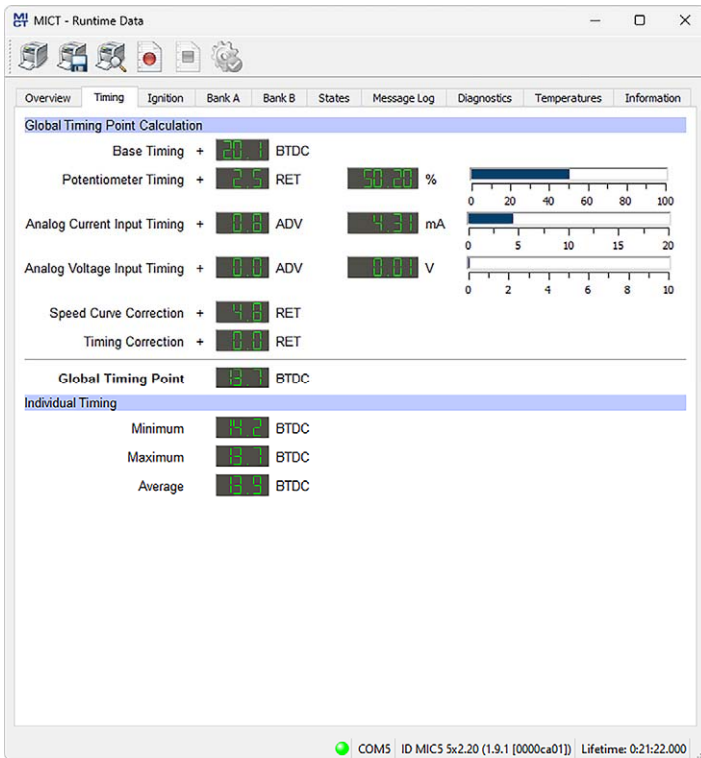 MICT - Runtime Data
Overview Timing Ignition Bank A Bank B States Message Log Diagnostics Temperatures Information
Global Timing Point Calculation
Base Timing + 20.1 BTDC
Potentiometer Timing + 2.5 RET 50.20 %
0 20 40 60 80 100
Analog Current Input Timing + 0.8 ADV 4.31 mA
0 5 10 15 20
Analog Voltage Input Timing + 0.0 ADV 0.01 V
0 2 4 6 8 10
Speed Curve Correction + 4.8 RET
Timing Correction + 0.0 RET
Global Timing Point 13.7 BTDC
Individual Timing
Minimum 14.2 BTDC
Maximum 13.7 BTDC
Average 13.9 BTDC
COM5 ID MIC5 5x2.20 (1.9.1 [0000ca01]) Lifetime: 0:21:22.000